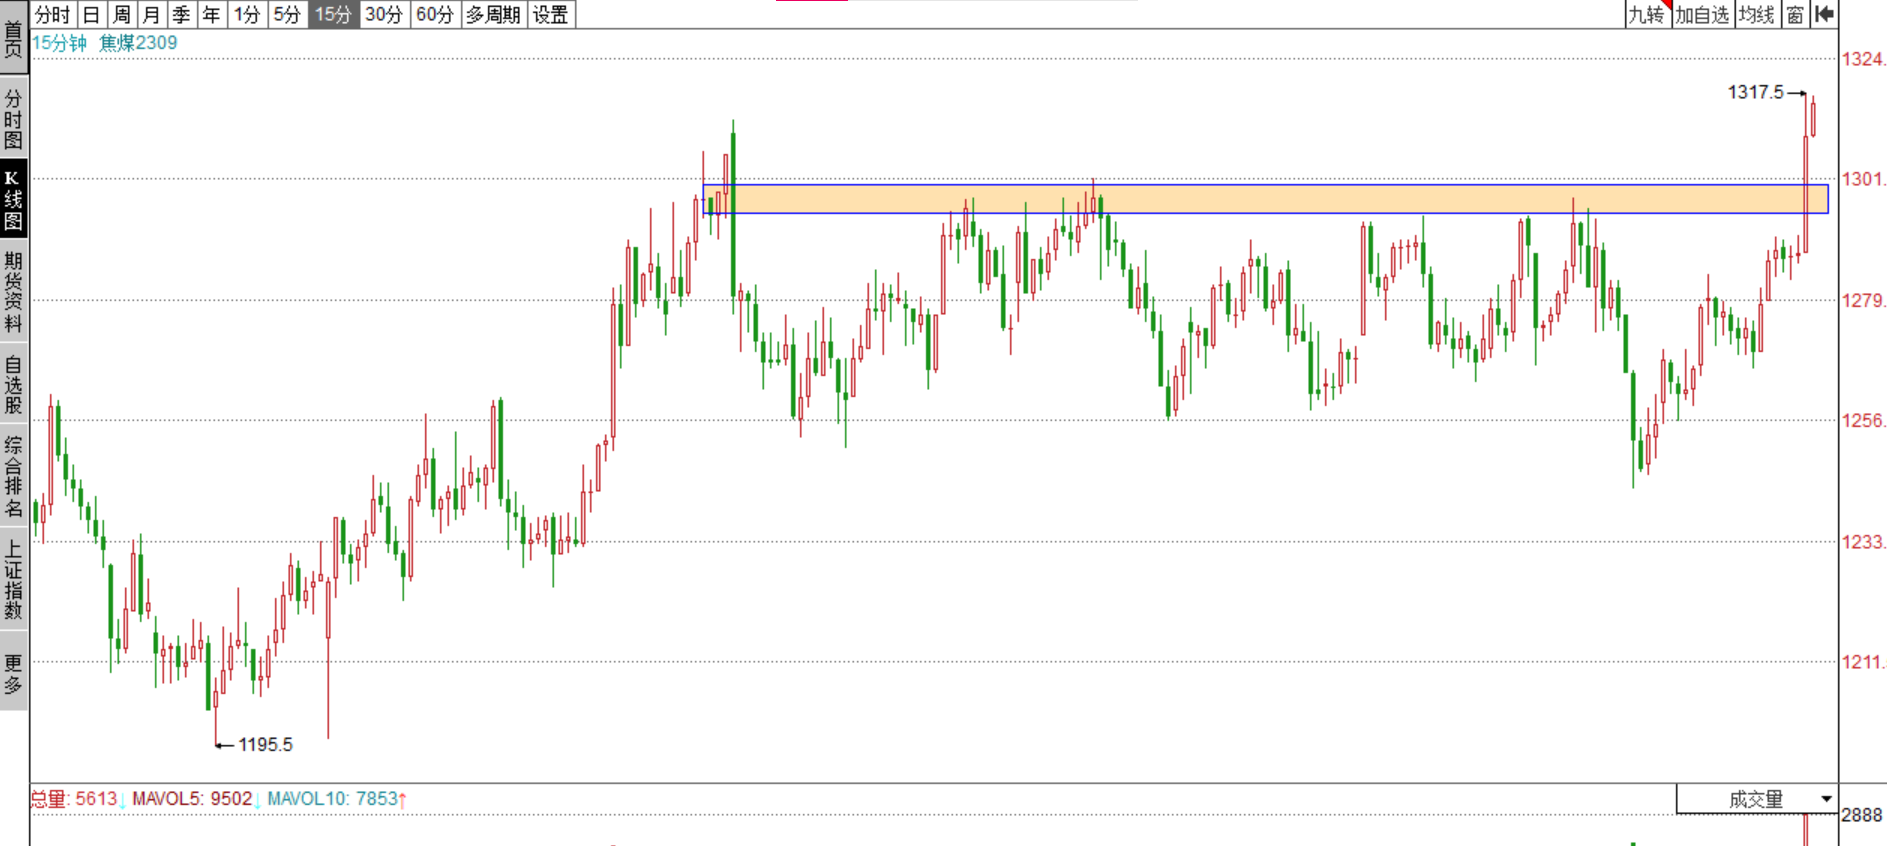 分时 日 周 月 季 年 1分 5分 15分 30分 60分 多周期 设置 九转 加自选 均线 窗
首页
分时图
K线图
期货资料
自选股
综合排名
上证指数
更多
15分钟 焦煤2309
1324.
1317.5
1301.
1279.
1256.
1233.
1211.
1195.5
总量: 5613↓ MAVOL5: 9502↓ MAVOL10: 7853↑ 成交量
2888